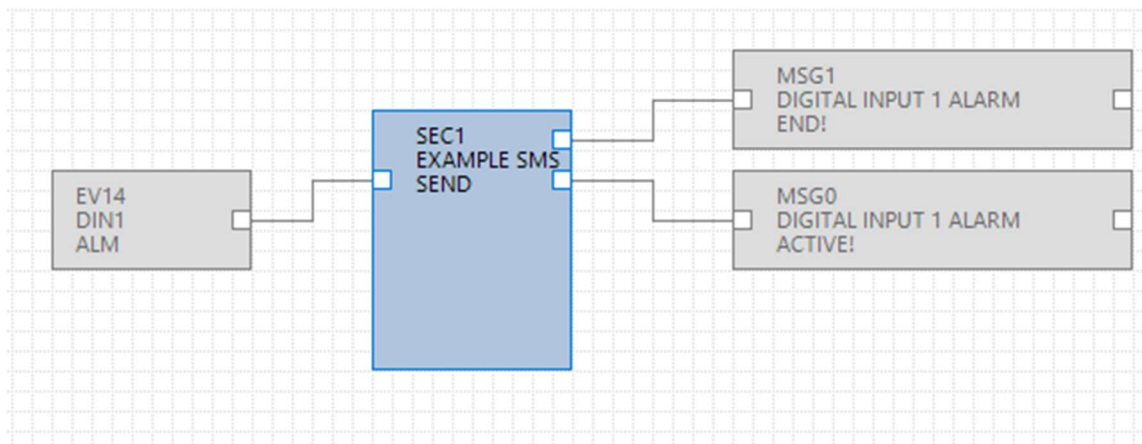 EV14
DIN1
ALM
SEC1
EXAMPLE SMS
SEND
MSG1
DIGITAL INPUT 1 ALARM
END!
MSG0
DIGITAL INPUT 1 ALARM
ACTIVE!